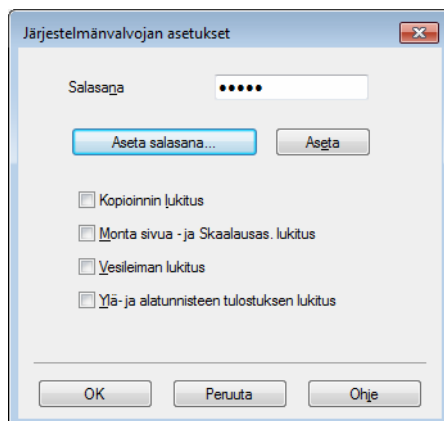 Järjestelmänvalvojan asetukset
Salasana •••••
Aseta salasana... Aseta
Kopioinnin lukitus
Monta sivua - ja Skaalausas. lukitus
Vesileiman lukitus
Ylä- ja alatunnisteen tulostuksen lukitus
OK Peruuta Ohje